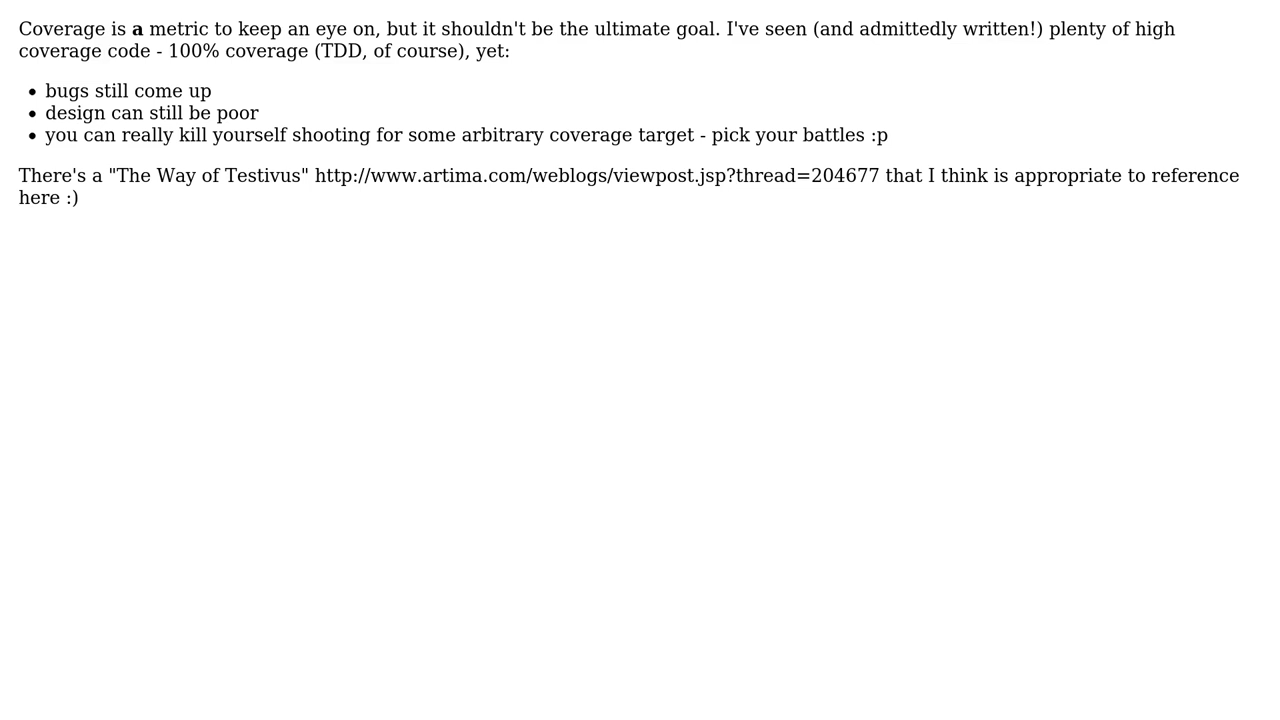 Coverage is a metric to keep an eye on, but it shouldn't be the ultimate goal. I've seen (and admittedly written!) plenty of high
coverage code - 100% coverage (TDD, of course), yet:
• bugs still come up
• design can still be poor
• you can really kill yourself shooting for some arbitrary coverage target - pick your battles :p
There's a "The Way of Testivus" http://www.artima.com/weblogs/viewpost.jsp?thread=204677 that I think is appropriate to reference
here :)